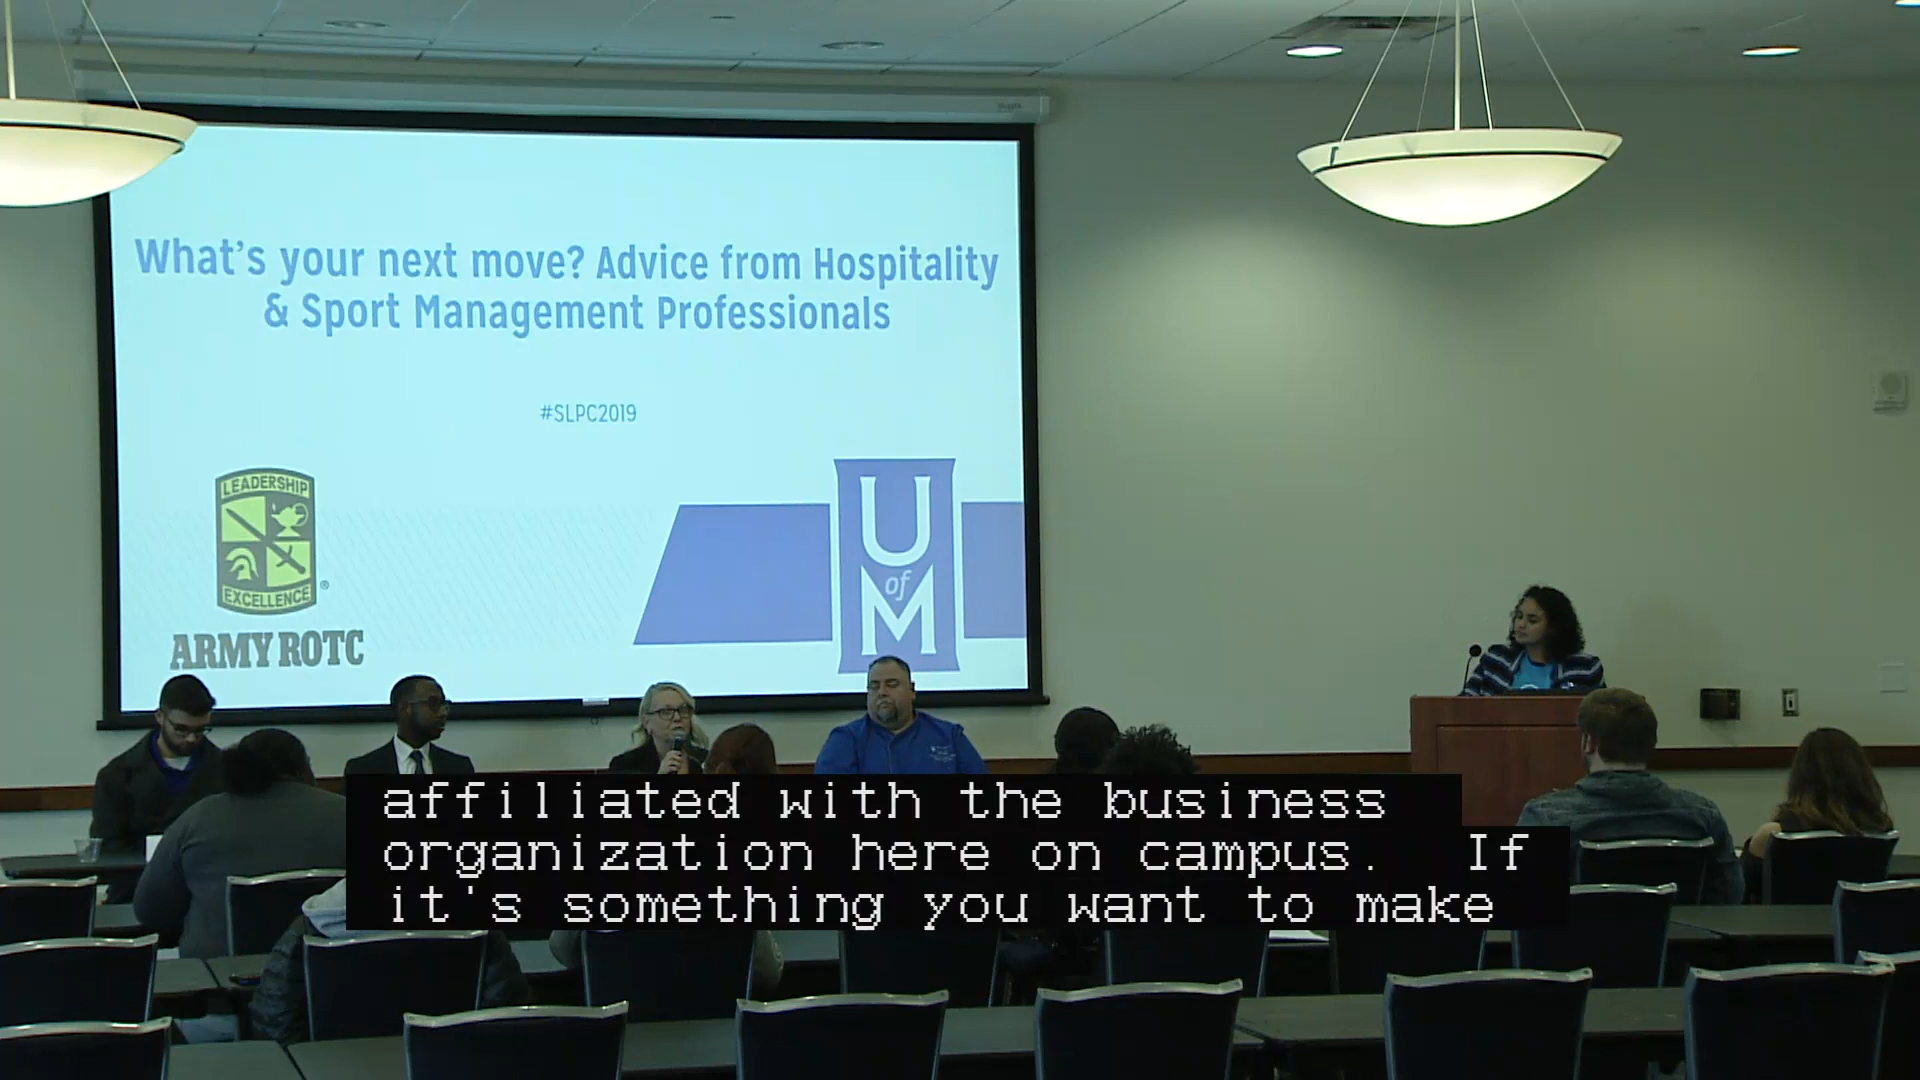 What's your next move? Advice from Hospitality
& Sport Management Professionals
#SLPC2019
LEADERSHIP
EXCELLENCE
®
ARMY ROTC
U
of
M
affiliated with the business
organization here on campus.  If
it's something you want to make